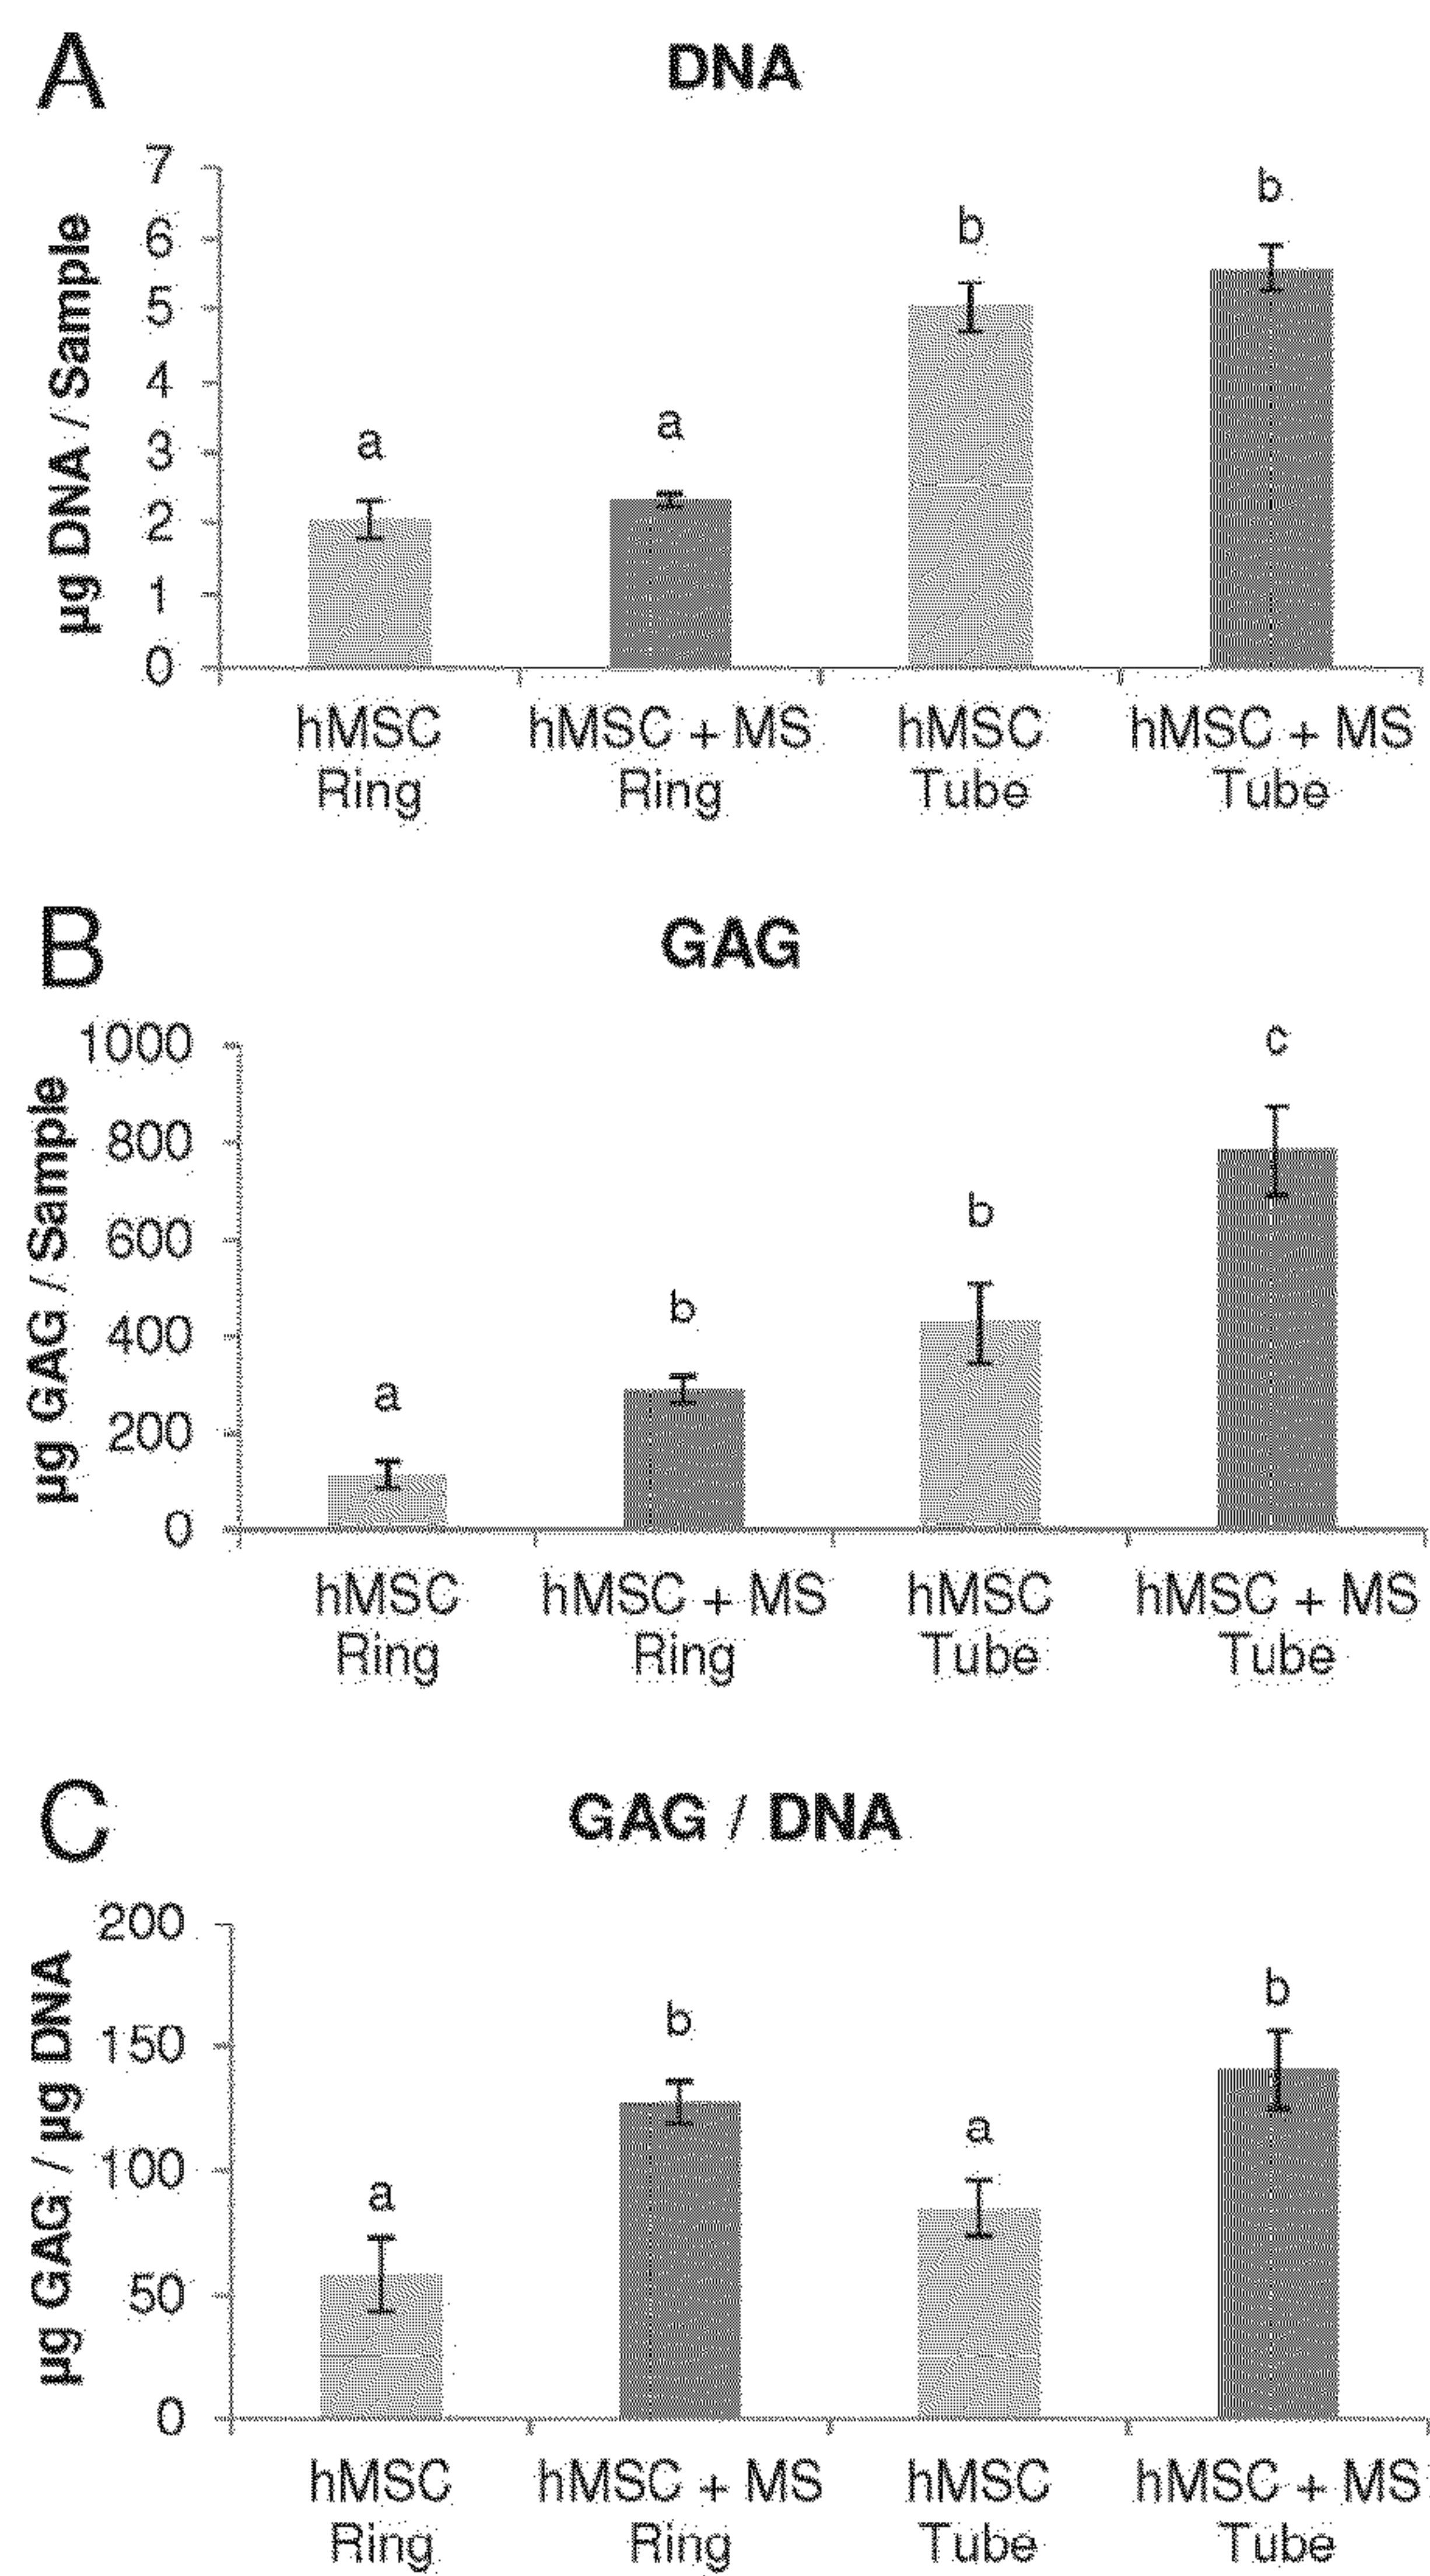 A
DNA
µg DNA / Sample
7
6
5
4
3
2
1
0
a
a
b
b
hMSC
Ring
hMSC + MS
Ring
hMSC
Tube
hMSC + MS
Tube
B
GAG
µg GAG / Sample
1000
800
600
400
200
0
a
b
b
c
hMSC
Ring
hMSC + MS
Ring
hMSC
Tube
hMSC + MS
Tube
C
GAG / DNA
µg GAG / µg DNA
200
150
100
50
0
a
b
a
b
hMSC
Ring
hMSC + MS
Ring
hMSC
Tube
hMSC + MS
Tube